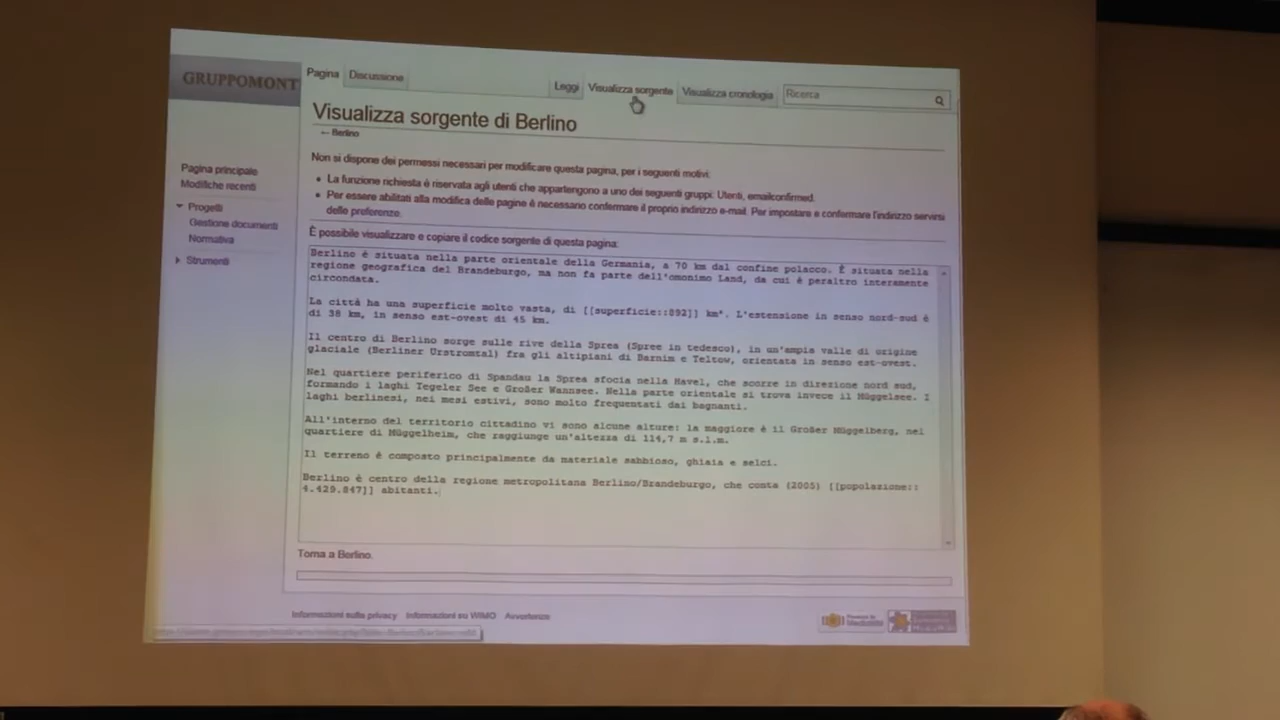 GRUPPOMONT
Pagina Discussione
Leggi Visualizza sorgente Visualizza cronologia Ricerca
Visualizza sorgente di Berlino
← Berlino
Pagina principale
Modifiche recenti
Progetti
Gestione documenti
Normativa
Strumenti
Non si dispone dei permessi necessari per modificare questa pagina, per i seguenti motivi:
La funzione richiesta è riservata agli utenti che appartengono a uno dei seguenti gruppi: Utenti, emailconfirmed.
Per essere abilitati alla modifica delle pagine è necessario confermare il proprio indirizzo e-mail. Per impostare e confermare l'indirizzo servirsi
delle preferenze.
È possibile visualizzare e copiare il codice sorgente di questa pagina:
Berlino è situata nella parte orientale della Germania, a 70 km dal confine polacco. È situata nella
regione geografica del Brandeburgo, ma non fa parte dell'omonimo Land, da cui è peraltro interamente
circondata.
La città ha una superficie molto vasta, di [[superficie::892]] km². L'estensione in senso nord-sud è
di 38 km, in senso est-ovest di 45 km.
Il centro di Berlino sorge sulle rive della Sprea (Spree in tedesco), in un'ampia valle di origine
glaciale (Berliner Urstromtal) fra gli altipiani di Barnim e Teltow, orientata in senso est-ovest.
Nel quartiere periferico di Spandau la Sprea sfocia nella Havel, che scorre in direzione nord sud,
formando i laghi Tegeler See e Großer Wannsee. Nella parte orientale si trova invece il Müggelsee. I
laghi berlinesi, nei mesi estivi, sono molto frequentati dai bagnanti.
All'interno del territorio cittadino vi sono alcune alture: la maggiore è il Großer Müggelberg, nel
quartiere di Müggelheim, che raggiunge un'altezza di 114,7 m s.l.m.
Il terreno è composto principalmente da materiale sabbioso, ghiaia e selci.
Berlino è centro della regione metropolitana Berlino/Brandeburgo, che conta (2005) [[popolazione::
4.429.847]] abitanti.
Torna a Berlino.
Informazioni sulla privacy Informazioni su WIMO Avvertenze
Powered by
MediaWiki